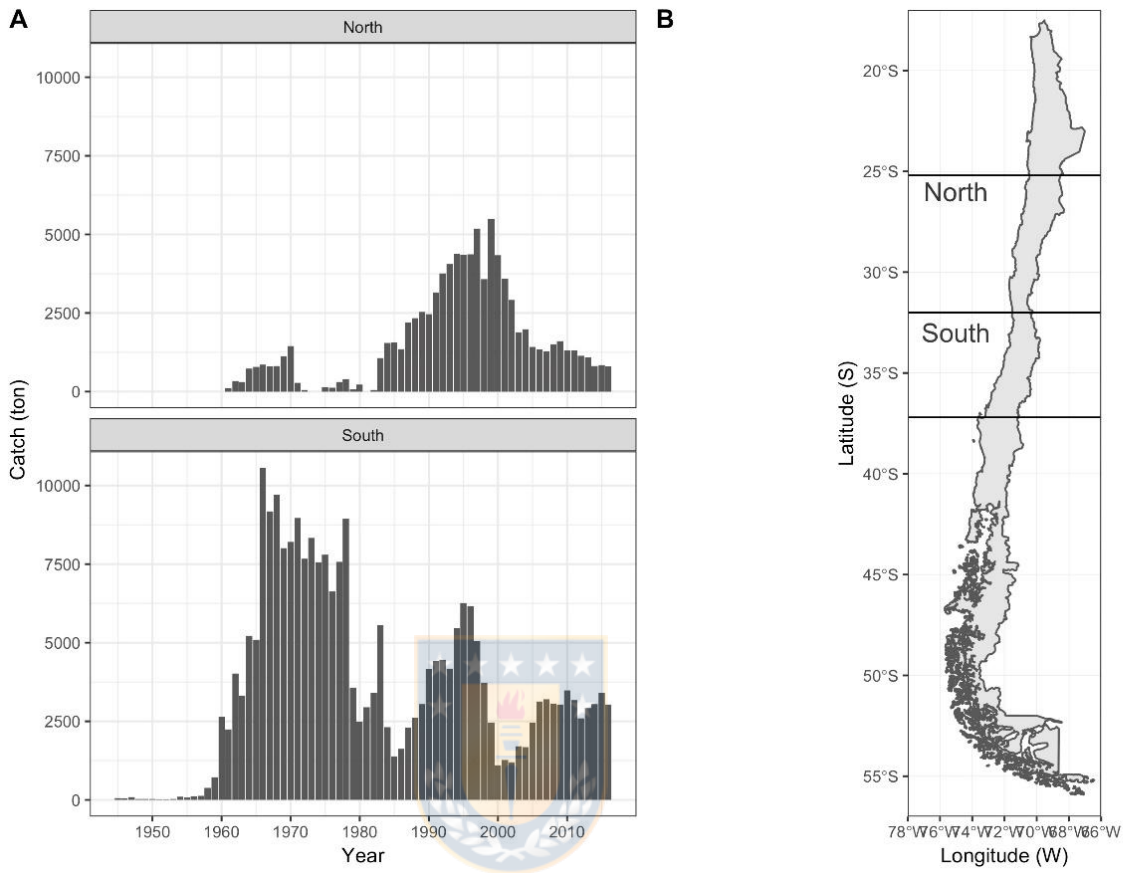 A
North
10000
7500
5000
2500
0
South
10000
7500
5000
2500
0
Catch (ton)
1950 1960 1970 1980 1990 2000 2010
Year
B
20°S
25°S
North
30°S
South
35°S
40°S
45°S
50°S
55°S
Latitude (S)
78°W 76°W 74°W 72°W 70°W 68°W 66°W
Longitude (W)